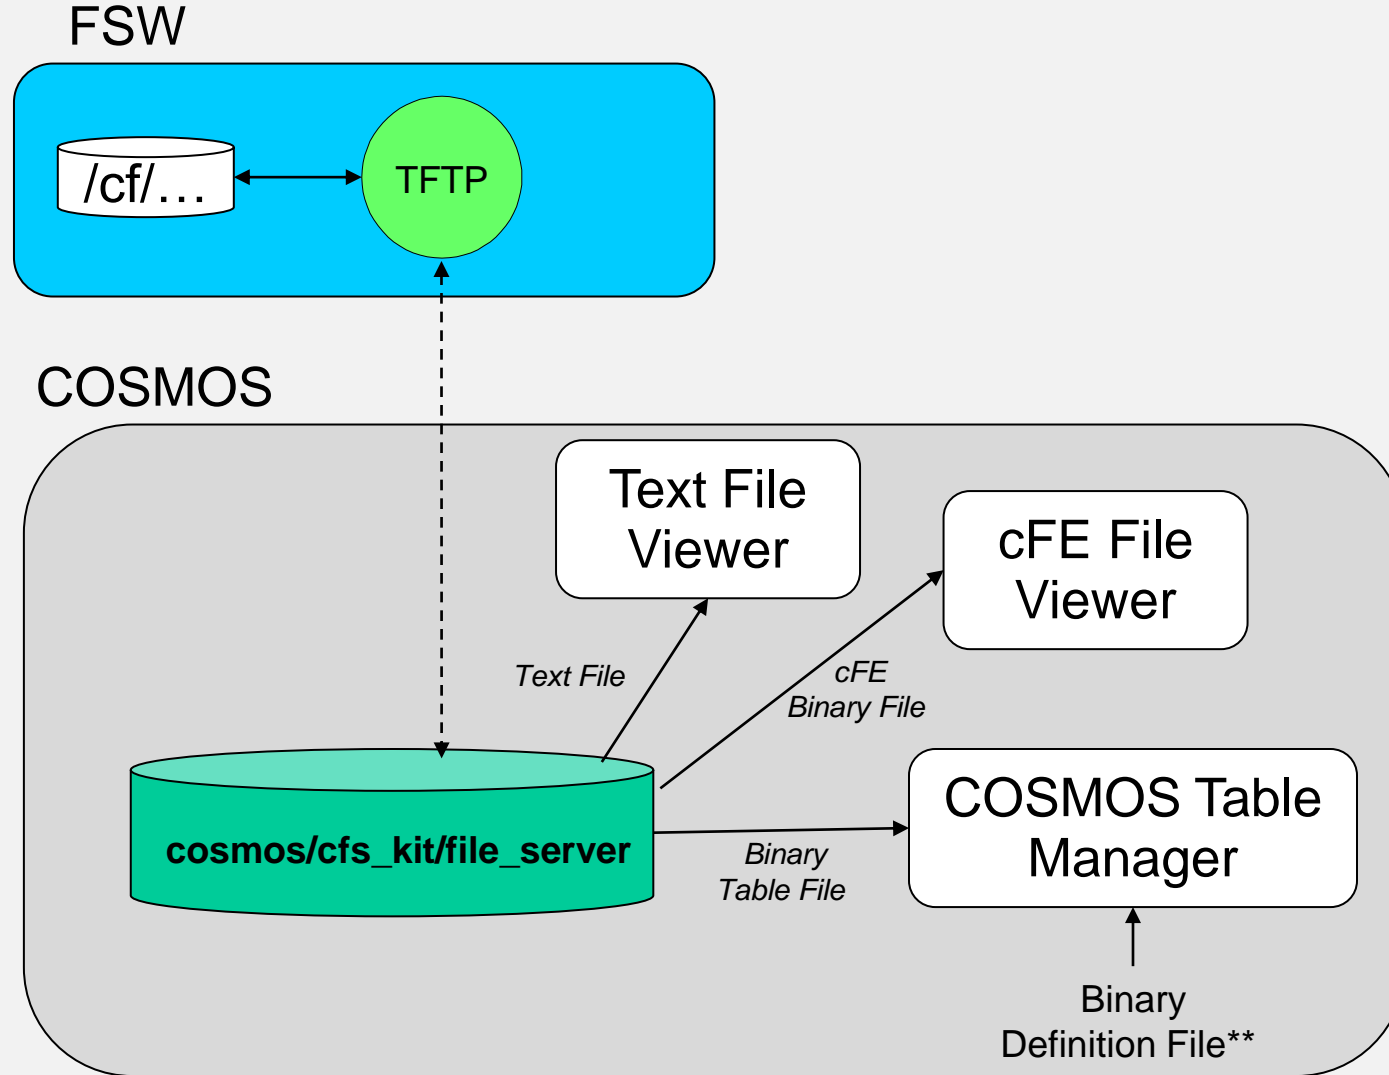 FSW
/cf/…
TFTP
COSMOS
Text File
Viewer
cFE File
Viewer
Text File
cFE
Binary File
cosmos/cfs_kit/file_server
Binary
Table File
COSMOS Table
Manager
Binary
Definition File**